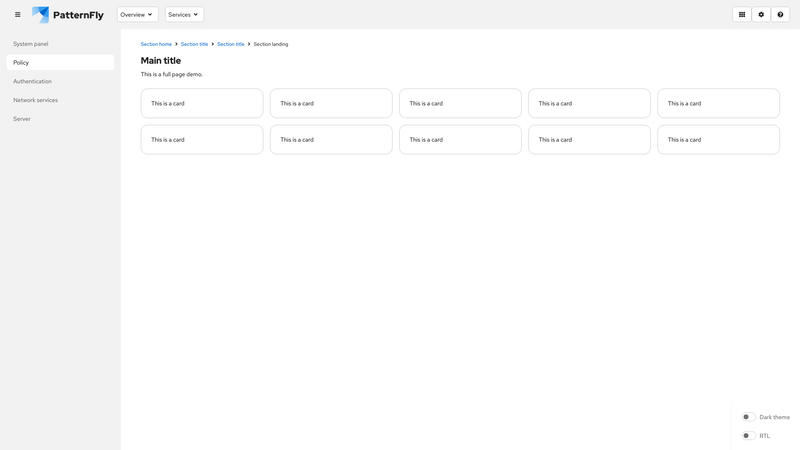 PatternFly
Overview
Services
System panel
Policy
Authentication
Network services
Server
Section home
Section title
Section title
Section landing
Main title
This is a full page demo.
This is a card
This is a card
This is a card
This is a card
This is a card
This is a card
This is a card
This is a card
This is a card
This is a card
Dark theme
RTL